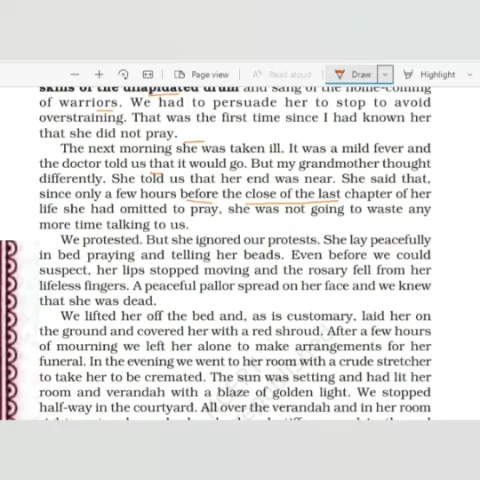 Page view
Read aloud
Draw
Highlight
skins of the dilapidated drum and sang of the home-coming
of warriors. We had to persuade her to stop to avoid
overstraining. That was the first time since I had known her
that she did not pray.
The next morning she was taken ill. It was a mild fever and
the doctor told us that it would go. But my grandmother thought
differently. She told us that her end was near. She said that,
since only a few hours before the close of the last chapter of her
life she had omitted to pray, she was not going to waste any
more time talking to us.
We protested. But she ignored our protests. She lay peacefully
in bed praying and telling her beads. Even before we could
suspect, her lips stopped moving and the rosary fell from her
lifeless fingers. A peaceful pallor spread on her face and we knew
that she was dead.
We lifted her off the bed and, as is customary, laid her on
the ground and covered her with a red shroud. After a few hours
of mourning we left her alone to make arrangements for her
funeral. In the evening we went to her room with a crude stretcher
to take her to be cremated. The sun was setting and had lit her
room and verandah with a blaze of golden light. We stopped
half-way in the courtyard. All over the verandah and in her room